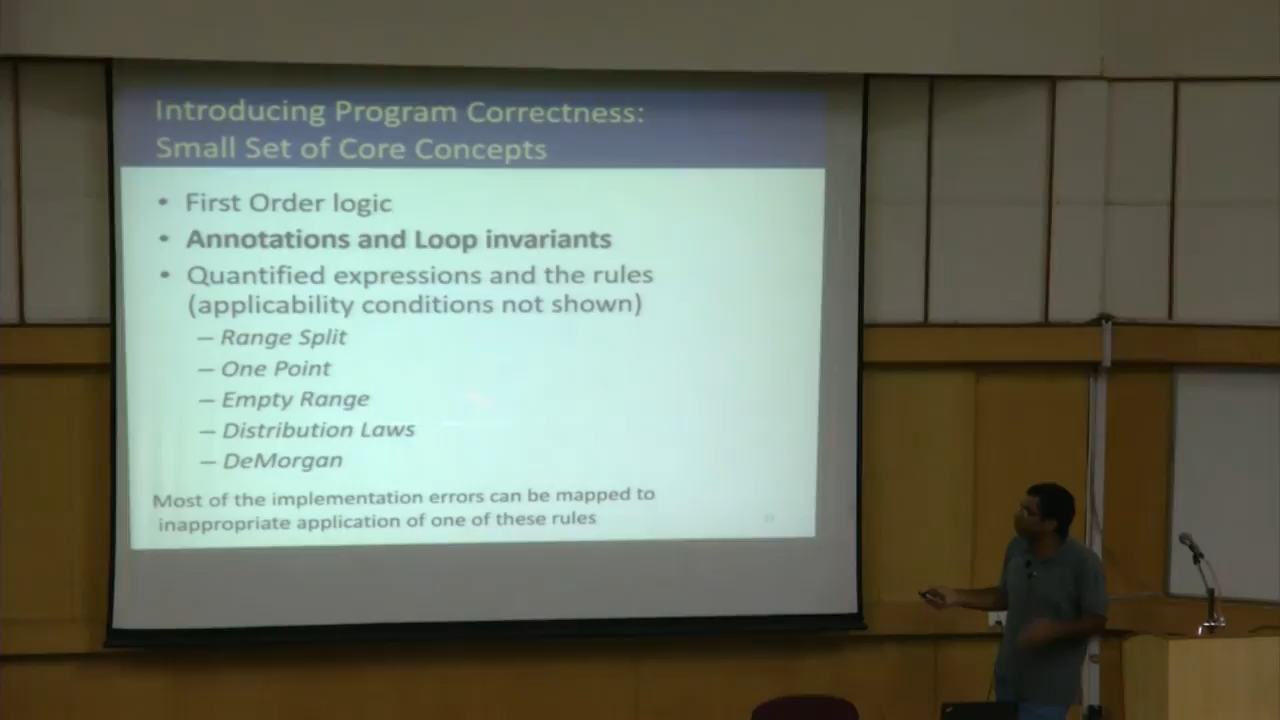 Introducing Program Correctness:
Small Set of Core Concepts
• First Order logic
• Annotations and Loop invariants
• Quantified expressions and the rules
(applicability conditions not shown)
– Range Split
– One Point
– Empty Range
– Distribution Laws
– DeMorgan
Most of the implementation errors can be mapped to
inappropriate application of one of these rules